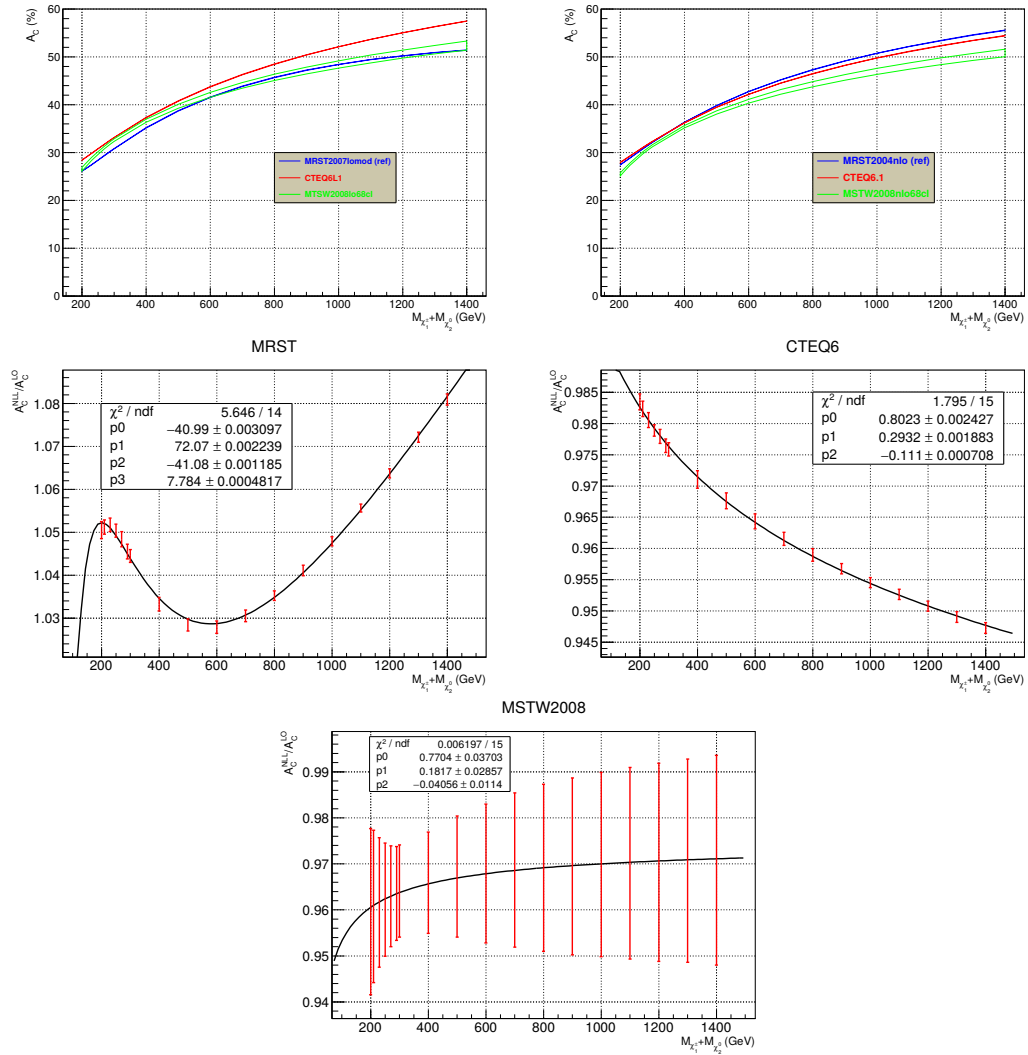 A_C (%)
60
50
40
30
20
10
0
MRST2007lomod (ref)
CTEQ6L1
MTSW2008lo68cl
200 400 600 800 1000 1200 1400
M_χ₁^± + M_χ₂^0 (GeV)
A_C (%)
60
50
40
30
20
10
0
MRST2004nlo (ref)
CTEQ6.1
MSTW2008nlo68cl
200 400 600 800 1000 1200 1400
M_χ₁^± + M_χ₂^0 (GeV)
MRST
A_C^NLL/A_C^LO
1.08
1.07
1.06
1.05
1.04
1.03
χ² / ndf 5.646 / 14
p0 −40.99 ± 0.003097
p1 72.07 ± 0.002239
p2 −41.08 ± 0.001185
p3 7.784 ± 0.0004817
200 400 600 800 1000 1200 1400
M_χ₁^± + M_χ₂^0 (GeV)
CTEQ6
A_C^NLL/A_C^LO
0.985
0.98
0.975
0.97
0.965
0.96
0.955
0.95
0.945
χ² / ndf 1.795 / 15
p0 0.8023 ± 0.002427
p1 0.2932 ± 0.001883
p2 −0.111 ± 0.000708
200 400 600 800 1000 1200 1400
M_χ₁^± + M_χ₂^0 (GeV)
MSTW2008
A_C^NLL/A_C^LO
0.99
0.98
0.97
0.96
0.95
0.94
χ² / ndf 0.006197 / 15
p0 0.7704 ± 0.03703
p1 0.1817 ± 0.02857
p2 −0.04056 ± 0.0114
200 400 600 800 1000 1200 1400
M_χ₁^± + M_χ₂^0 (GeV)